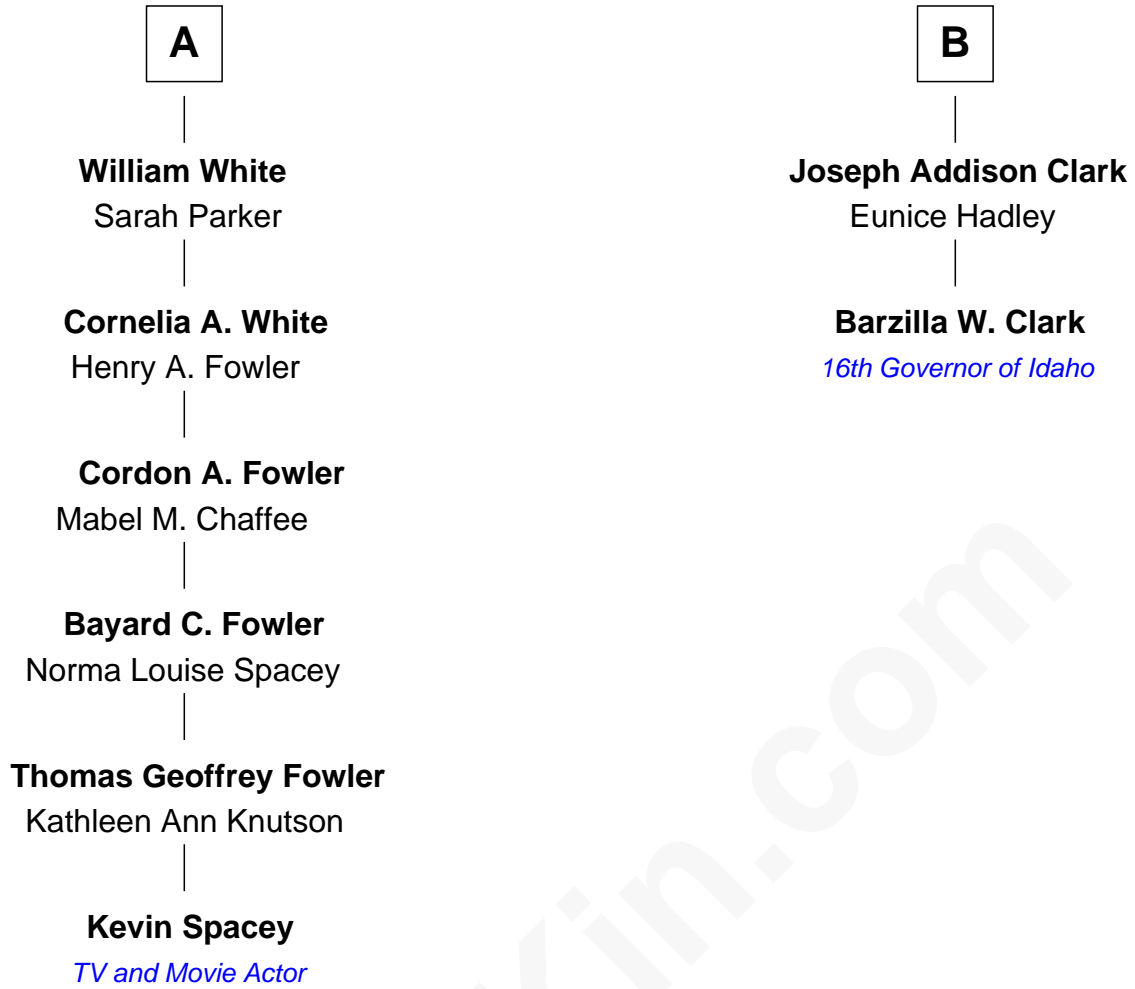 A
William White
Sarah Parker
Cornelia A. White
Henry A. Fowler
Cordon A. Fowler
Mabel M. Chaffee
Bayard C. Fowler
Norma Louise Spacey
Thomas Geoffrey Fowler
Kathleen Ann Knutson
Kevin Spacey
TV and Movie Actor
B
Joseph Addison Clark
Eunice Hadley
Barzilla W. Clark
16th Governor of Idaho
Kin.com